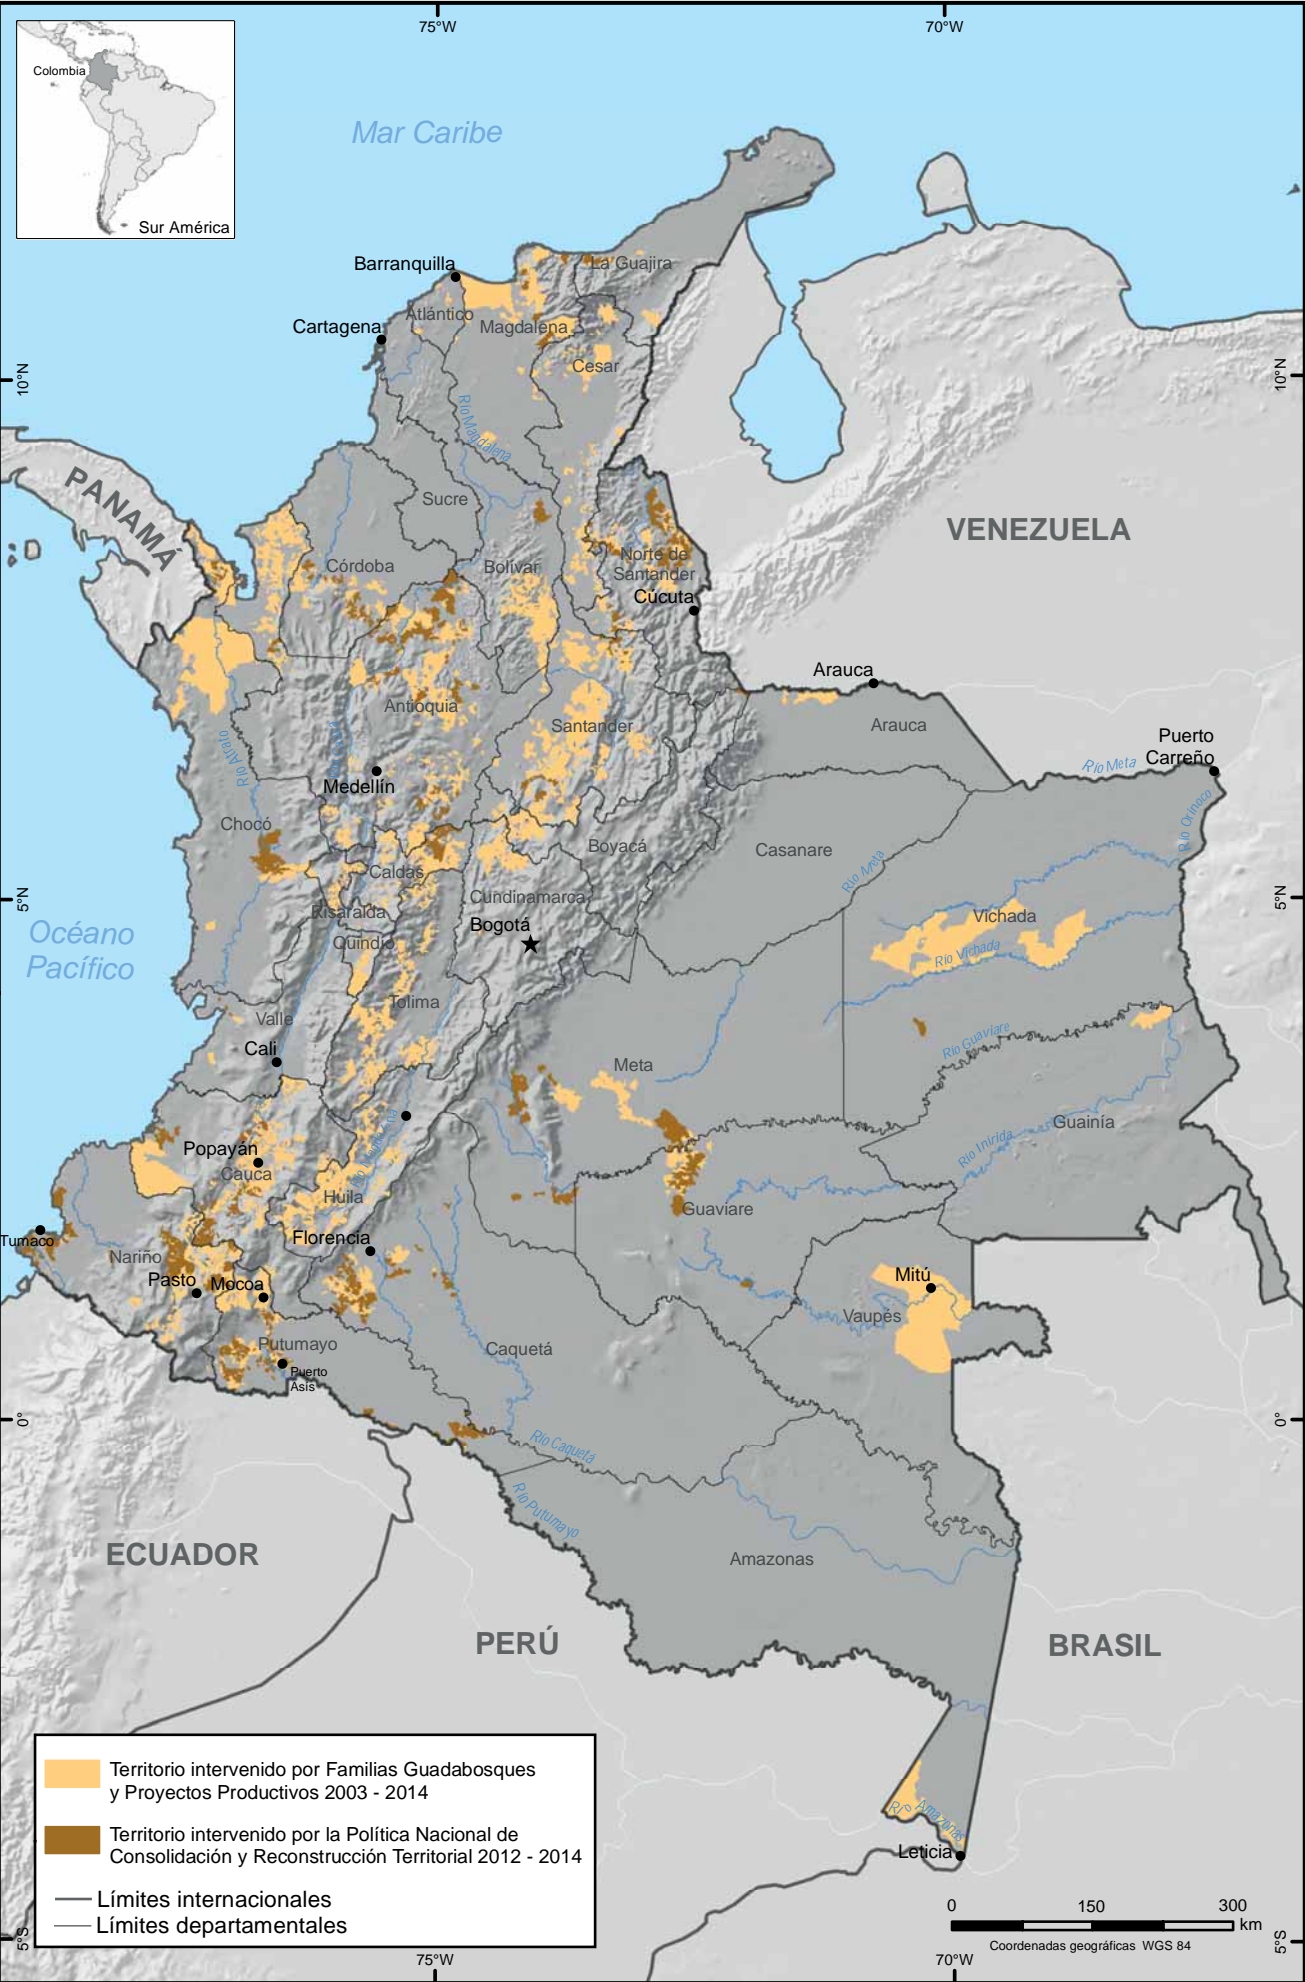 75°W
70°W
Colombia
Sur América
Mar Caribe
Barranquilla
La Guajira
Atlántico
Cartagena
Magdalena
Cesar
10°N
10°N
Río Magdalena
PANAMÁ
Sucre
VENEZUELA
Córdoba
Bolívar
Norte de
Santander
Cúcuta
Arauca
Antioquia
Santander
Arauca
Río Atrato
Puerto
Carreño
Río Meta
Medellín
Río Orinoco
Chocó
Boyacá
Casanare
Río Meta
Caldas
Cundinamarca
5°N
5°N
Risaralda
Vichada
Bogotá
Océano
Pacífico
Quindío
Río Vichada
Tolima
Valle
Río Guaviare
Cali
Meta
Guainía
Río Magdalena
Río Inírida
Popayán
Cauca
Huila
Guaviare
Tumaco
Florencia
Nariño
Pasto
Mocoa
Mitú
Vaupés
Putumayo
Caquetá
Puerto
Asís
0°
0°
Río Caquetá
Río Putumayo
ECUADOR
Amazonas
PERÚ
BRASIL
Territorio intervenido por Familias Guadabosques
y Proyectos Productivos 2003 - 2014
Río Amazonas
Territorio intervenido por la Política Nacional de
Consolidación y Reconstrucción Territorial 2012 - 2014
Leticia
Límites internacionales
Límites departamentales
0 150 300
km
Coordenadas geográficas WGS 84
5°S
5°S
75°W
70°W